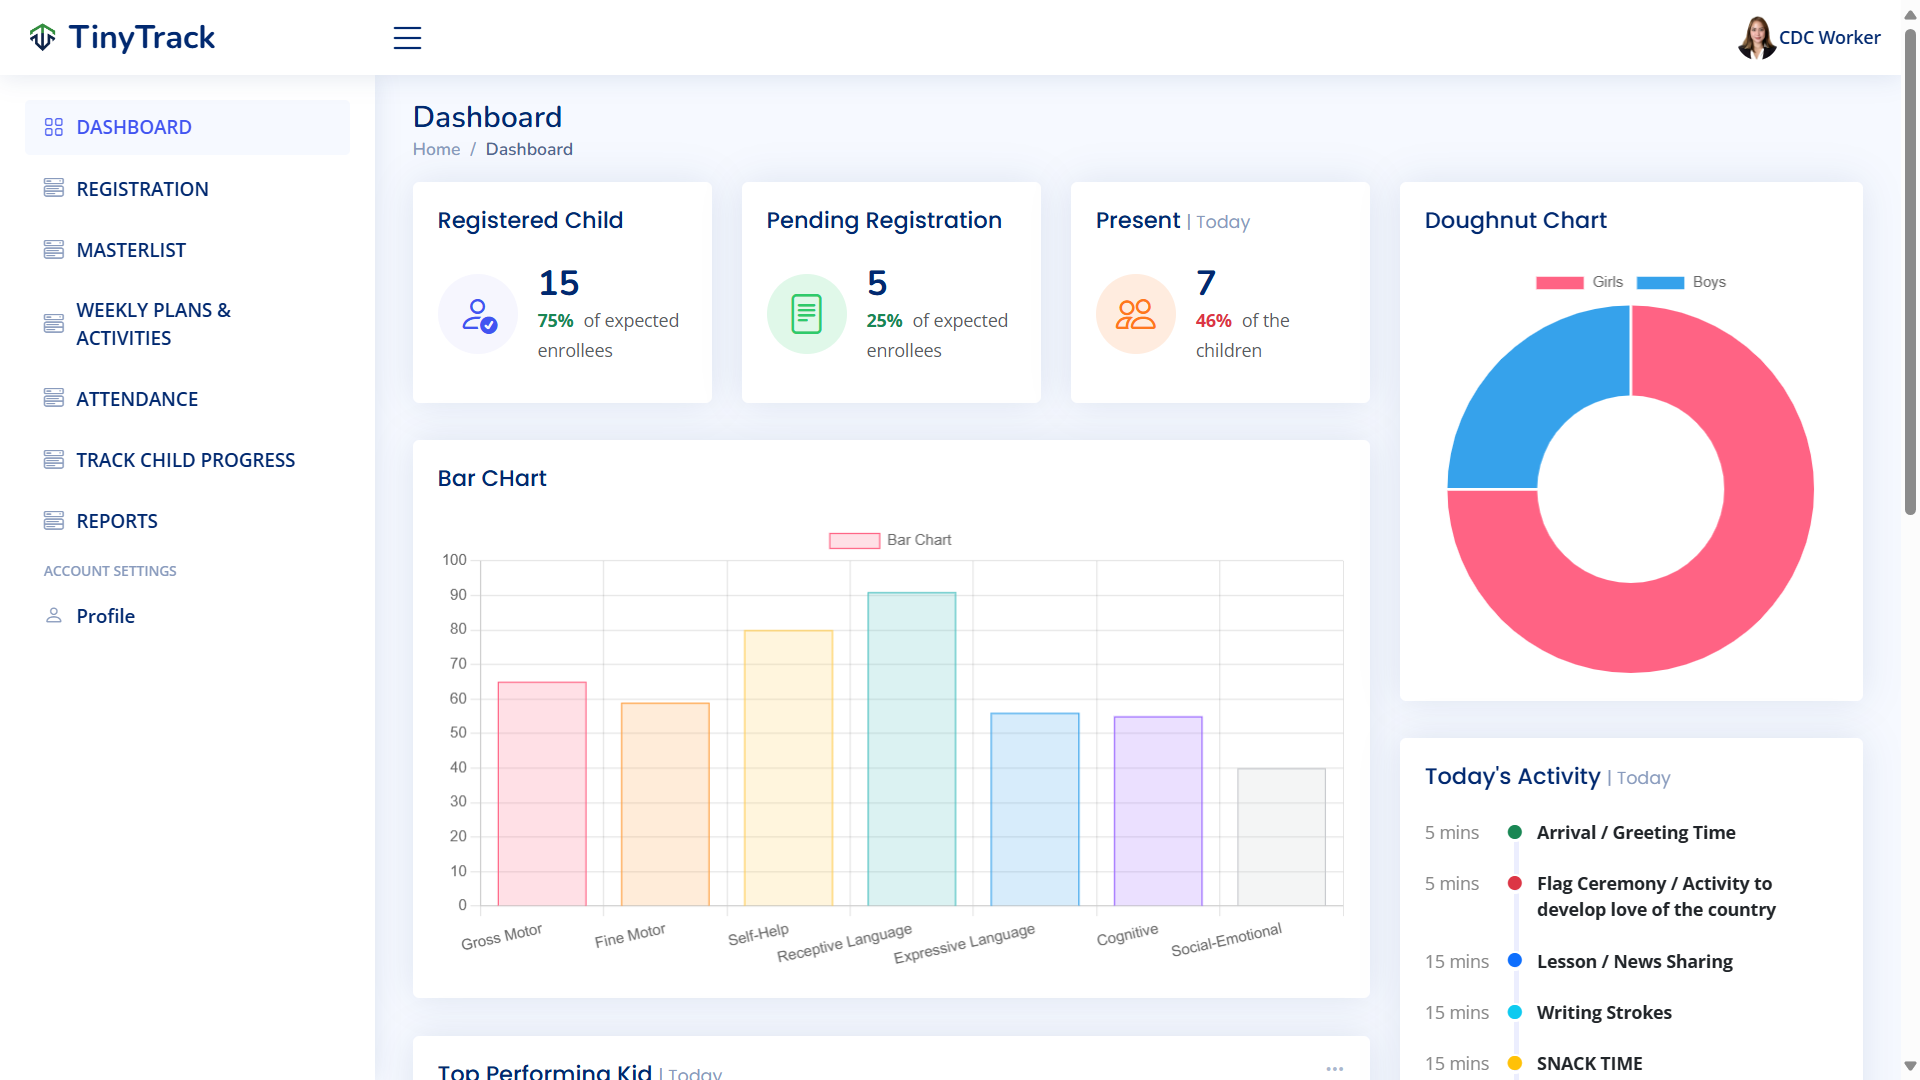 TinyTrack
CDC Worker
DASHBOARD
REGISTRATION
MASTERLIST
WEEKLY PLANS &
ACTIVITIES
ATTENDANCE
TRACK CHILD PROGRESS
REPORTS
ACCOUNT SETTINGS
Profile
Dashboard
Home / Dashboard
Registered Child
15
75% of expected
enrollees
Pending Registration
5
25% of expected
enrollees
Present | Today
7
46% of the
children
Bar CHart
Bar Chart
100
90
80
70
60
50
40
30
20
10
0
Gross Motor
Fine Motor
Self-Help
Receptive Language
Expressive Language
Cognitive
Social-Emotional
Top Performing Kid | Today
Doughnut Chart
Girls Boys
Today's Activity | Today
5 mins Arrival / Greeting Time
5 mins Flag Ceremony / Activity to
develop love of the country
15 mins Lesson / News Sharing
15 mins Writing Strokes
15 mins SNACK TIME